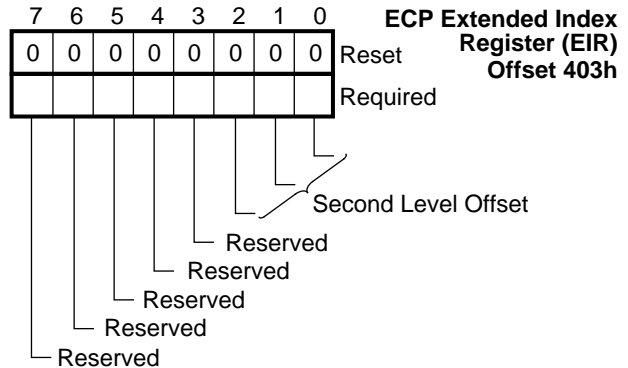 7 6 5 4 3 2 1 0
ECP Extended Index
Register (EIR)
Offset 403h
0 0 0 0 0 0 0 0 Reset
Required
Second Level Offset
Reserved
Reserved
Reserved
Reserved
Reserved